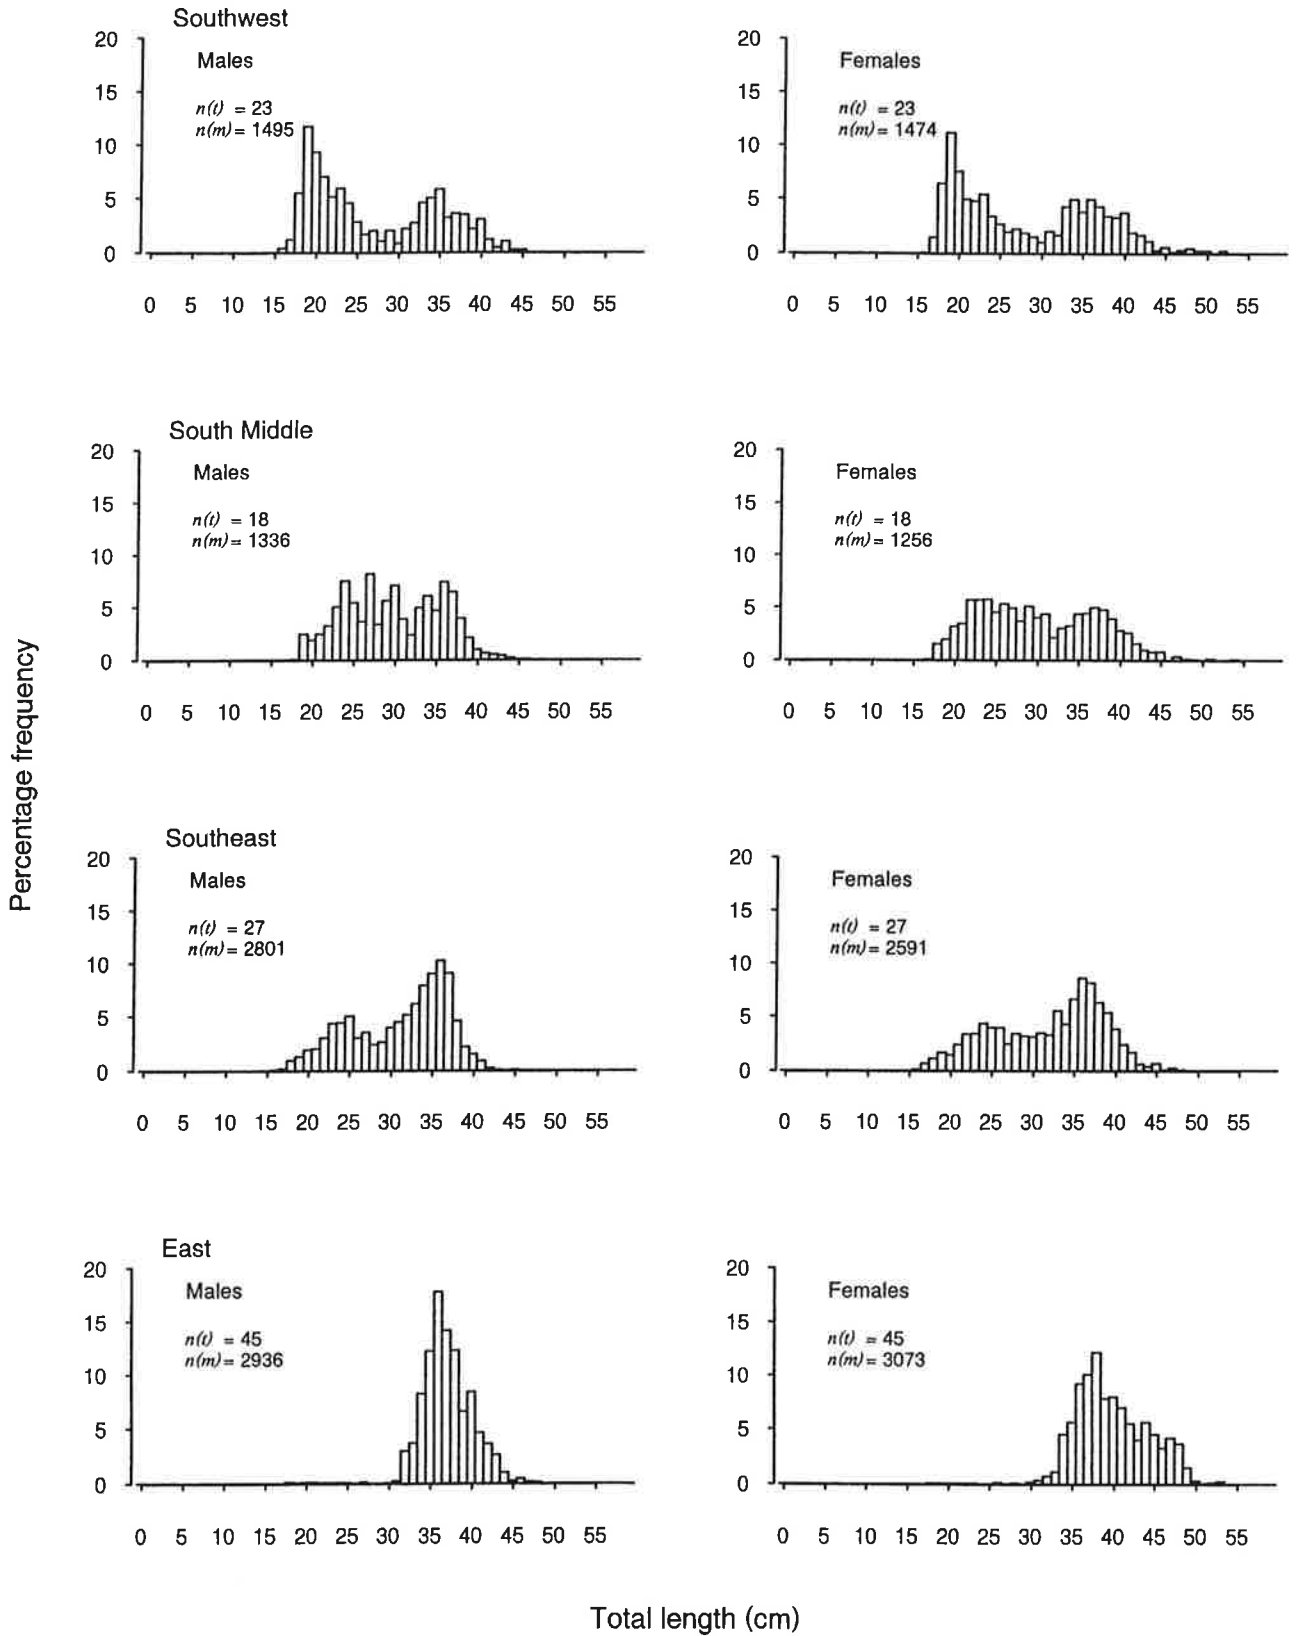 Southwest
Males
n(t) = 23
n(m)= 1495
20
15
10
5
0
0 5 10 15 20 25 30 35 40 45 50 55
Females
n(t) = 23
n(m)= 1474
20
15
10
5
0
0 5 10 15 20 25 30 35 40 45 50 55
South Middle
Males
n(t) = 18
n(m)= 1336
20
15
10
5
0
0 5 10 15 20 25 30 35 40 45 50 55
Females
n(t) = 18
n(m)= 1256
20
15
10
5
0
0 5 10 15 20 25 30 35 40 45 50 55
Percentage frequency
Southeast
Males
n(t) = 27
n(m)= 2801
20
15
10
5
0
0 5 10 15 20 25 30 35 40 45 50 55
Females
n(t) = 27
n(m)= 2591
20
15
10
5
0
0 5 10 15 20 25 30 35 40 45 50 55
East
Males
n(t) = 45
n(m)= 2936
20
15
10
5
0
0 5 10 15 20 25 30 35 40 45 50 55
Females
n(t) = 45
n(m)= 3073
20
15
10
5
0
0 5 10 15 20 25 30 35 40 45 50 55
Total length (cm)